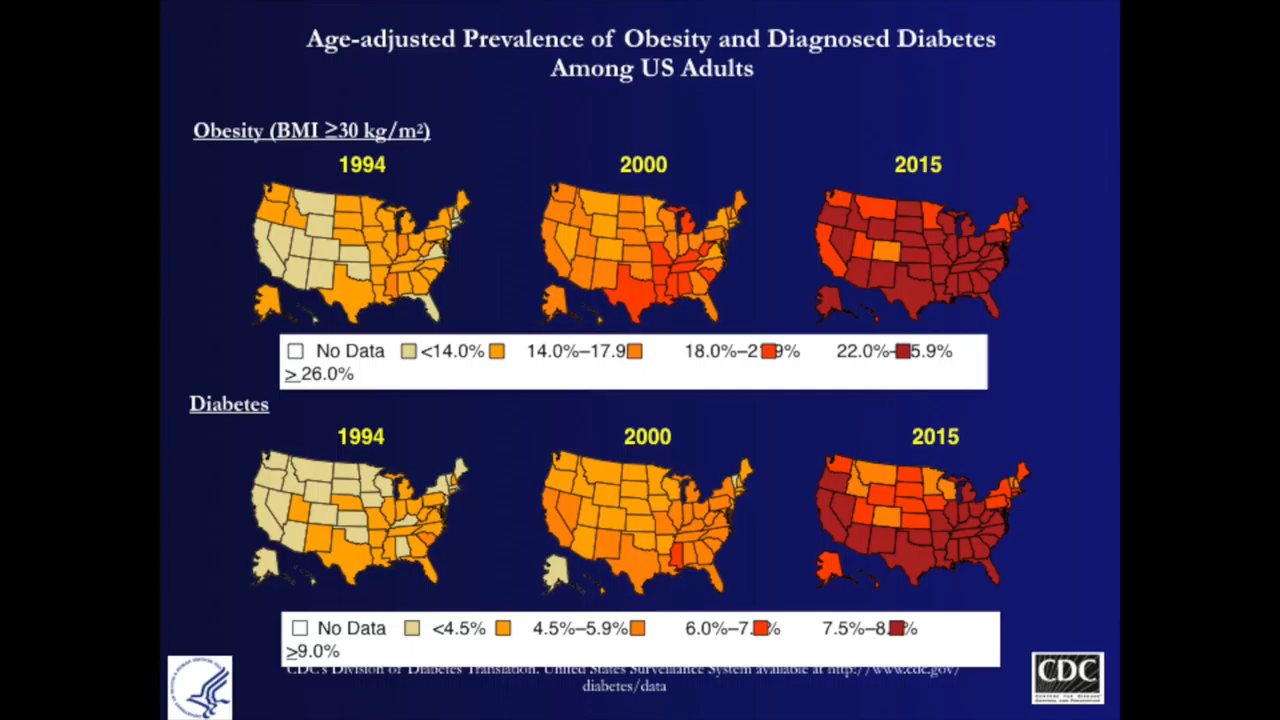 Age-adjusted Prevalence of Obesity and Diagnosed Diabetes
Among US Adults
Obesity (BMI ≥30 kg/m²)
1994 2000 2015
No Data <14.0% 14.0%–17.9 18.0%–2 9% 22.0%– 5.9%
≥ 26.0%
Diabetes
1994 2000 2015
No Data <4.5% 4.5%–5.9% 6.0%–7. % 7.5%–8. %
≥9.0%
CDC's Division of Diabetes Translation. United States Surveillance System available at http://www.cdc.gov/
diabetes/data
CDC